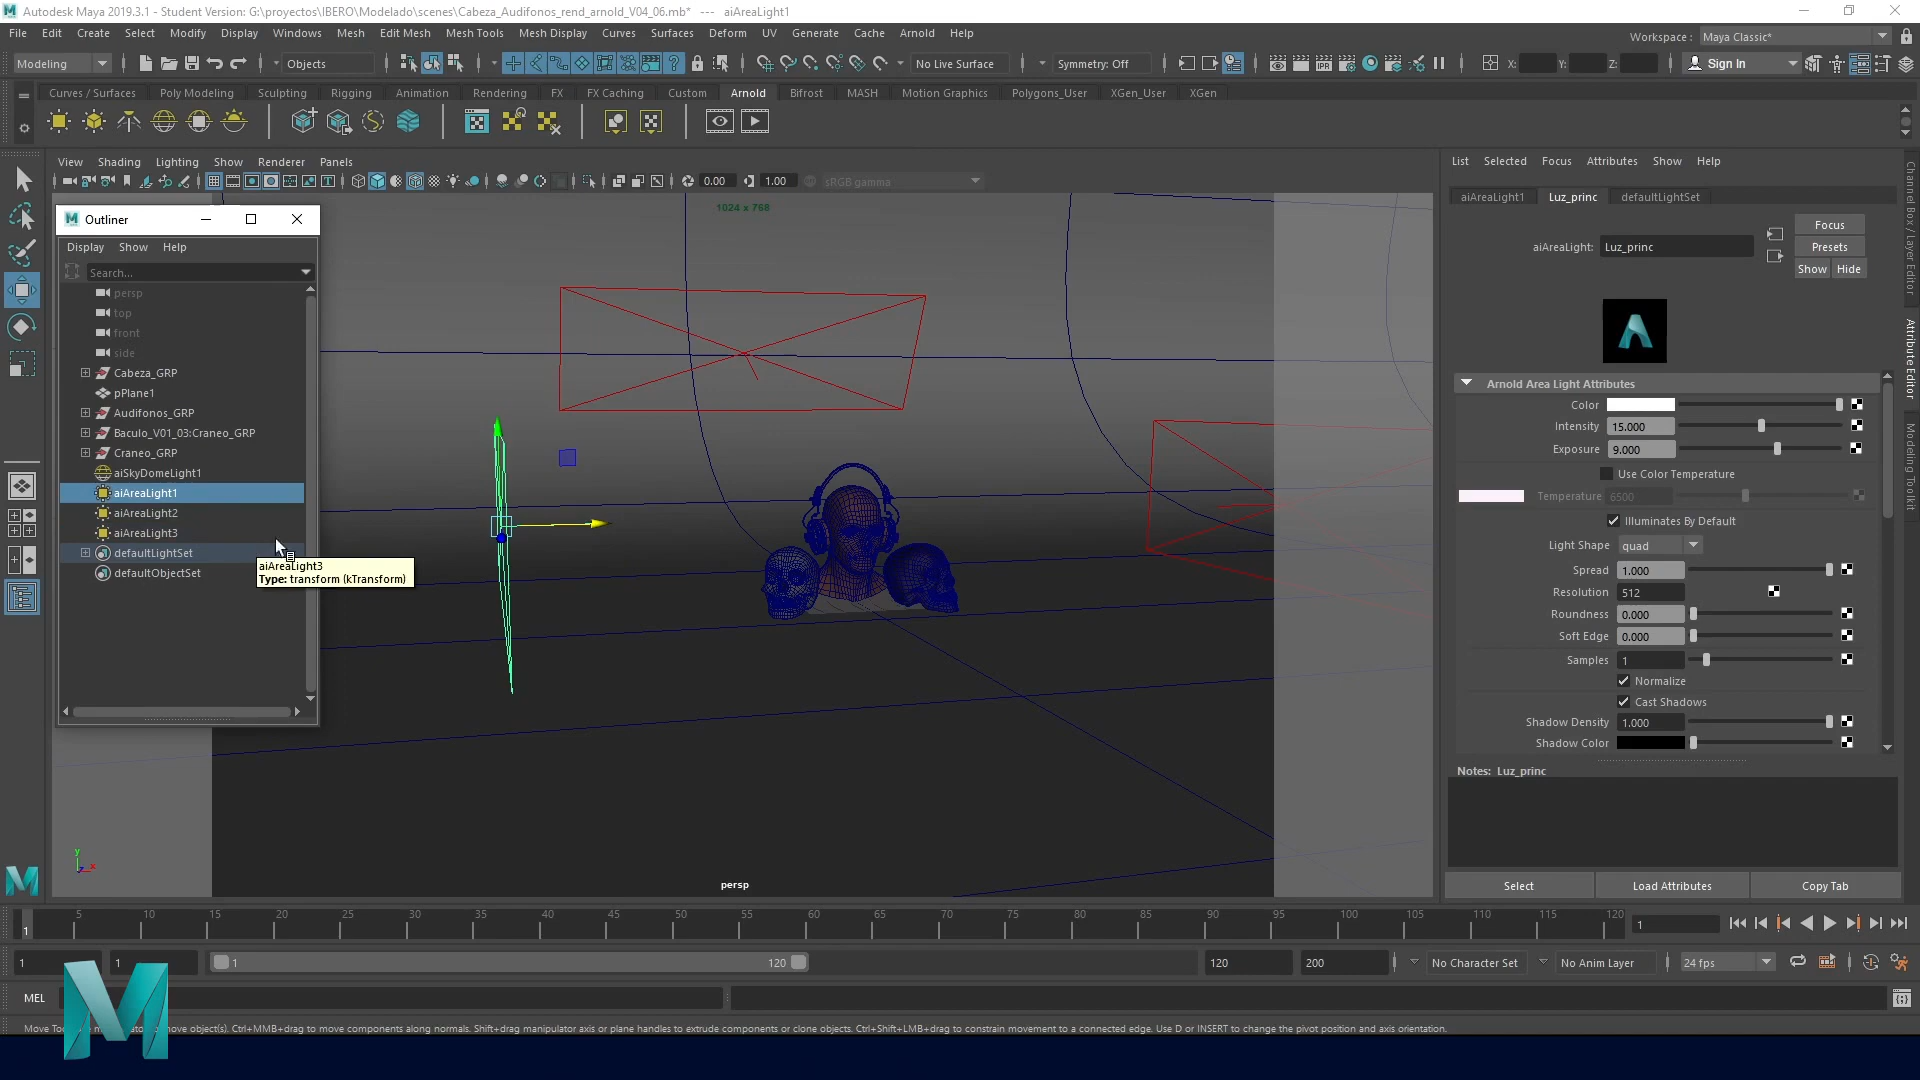 Autodesk Maya 2019.3.1 - Student Version: G:\proyectos\IBERO\Modelado\scenes\Cabeza_Audifonos_rend_arnold_V04_06.mb* --- aiAreaLight1
File Edit Create Select Modify Display Windows Mesh Edit Mesh Mesh Tools Mesh Display Curves Surfaces Deform UV Generate Cache Arnold Help
Workspace : Maya Classic*
Modeling Objects No Live Surface Symmetry: Off X: Y: Z: Sign In
Curves / Surfaces Poly Modeling Sculpting Rigging Animation Rendering FX FX Caching Custom Arnold Bifrost MASH Motion Graphics Polygons_User XGen_User XGen
View Shading Lighting Show Renderer Panels
0.00 1.00 sRGB gamma
1024 x 768
Outliner
Display Show Help
Search...
persp
top
front
side
Cabeza_GRP
pPlane1
Audifonos_GRP
Baculo_V01_03:Craneo_GRP
Craneo_GRP
aiSkyDomeLight1
aiAreaLight1
aiAreaLight2
aiAreaLight3
defaultLightSet
defaultObjectSet
aiAreaLight3
Type: transform (kTransform)
persp
y
x
List Selected Focus Attributes Show Help
aiAreaLight1 Luz_princ defaultLightSet
aiAreaLight: Luz_princ
Focus
Presets
Show Hide
Arnold Area Light Attributes
Color
Intensity 15.000
Exposure 9.000
Use Color Temperature
Temperature 6500
Illuminates By Default
Light Shape quad
Spread 1.000
Resolution 512
Roundness 0.000
Soft Edge 0.000
Samples 1
Normalize
Cast Shadows
Shadow Density 1.000
Shadow Color
Notes: Luz_princ
Select Load Attributes Copy Tab
Channel Box / Layer Editor
Attribute Editor
Modeling Toolkit
5 10 15 20 25 30 35 40 45 50 55 60 65 70 75 80 85 90 95 100 105 110 115 120
1 1
1 1 1 120 120 200 No Character Set No Anim Layer 24 fps
MEL
ove object(s). Ctrl+MMB+drag to move components along normals. Shift+drag manipulator axis or plane handles to extrude components or clone objects. Ctrl+Shift+LMB+drag to constrain movement to a connected edge. Use D or INSERT to change the pivot position and axis orientation.